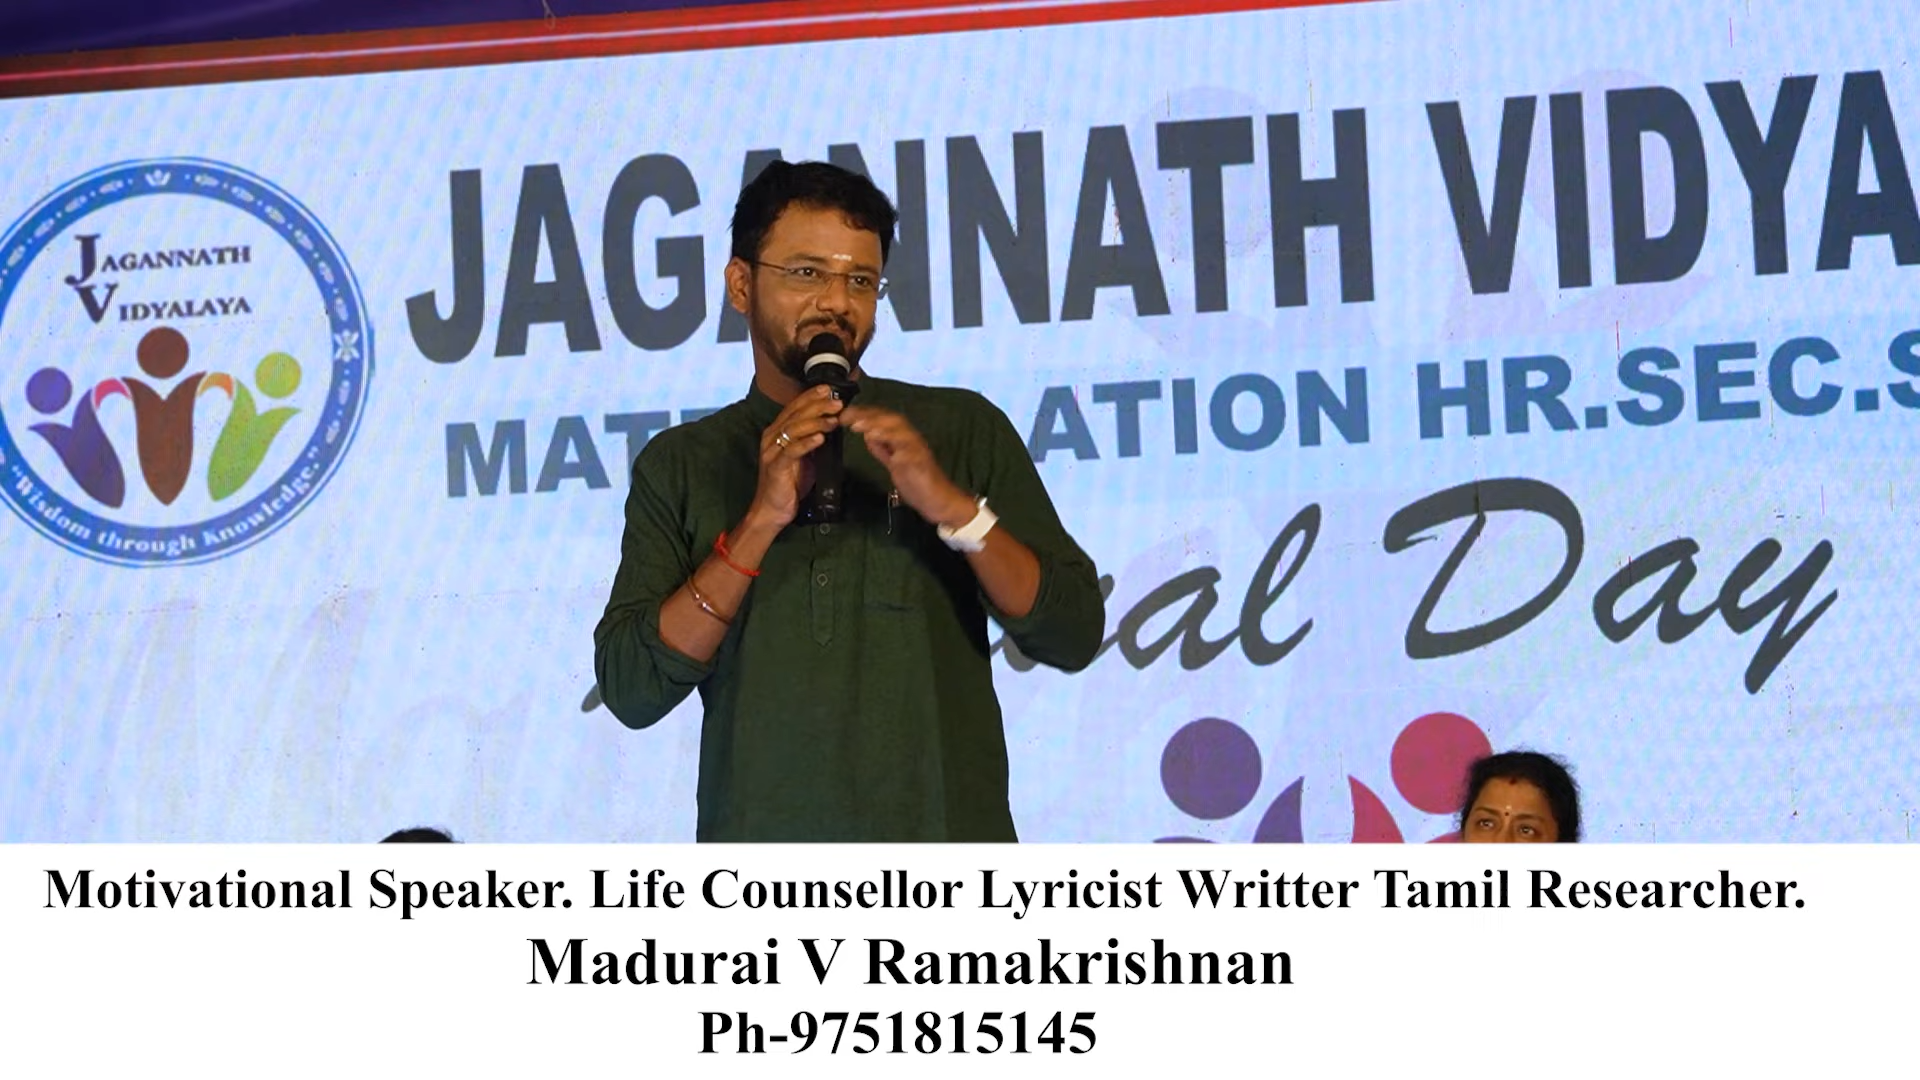 JAGANNATH
VIDYALAYA
"Wisdom through Knowledge."
JAG NNATH VIDYA
MAT ATION HR.SEC.S
al Day
Motivational Speaker. Life Counsellor Lyricist Writter Tamil Researcher.
Madurai V Ramakrishnan
Ph-9751815145